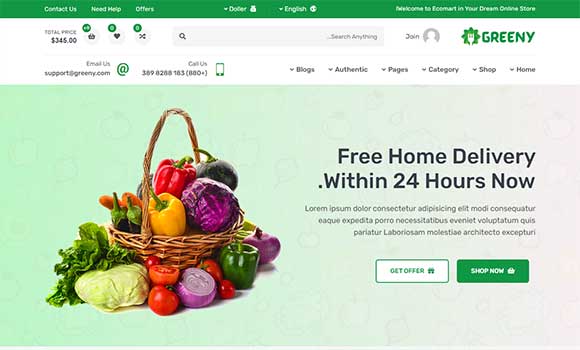 Contact Us Need Help Offers Doller English !Welcome to Ecomart in Your Dream Online Store
TOTAL PRICE
$345.00
+9 0 0
...Search Anything
Join
GREENY
Email Us
support@greeny.com
Call Us
389 8288 183 (880+)
Blogs Authentic Pages Category Shop Home
Free Home Delivery
.Within 24 Hours Now
Lorem ipsum dolor consectetur adipisicing elit modi consequatur
eaque expedita porro necessitatibus eveniet voluptatum quis
pariatur Laboriosam molestiae architecto excepturi
GET OFFER SHOP NOW